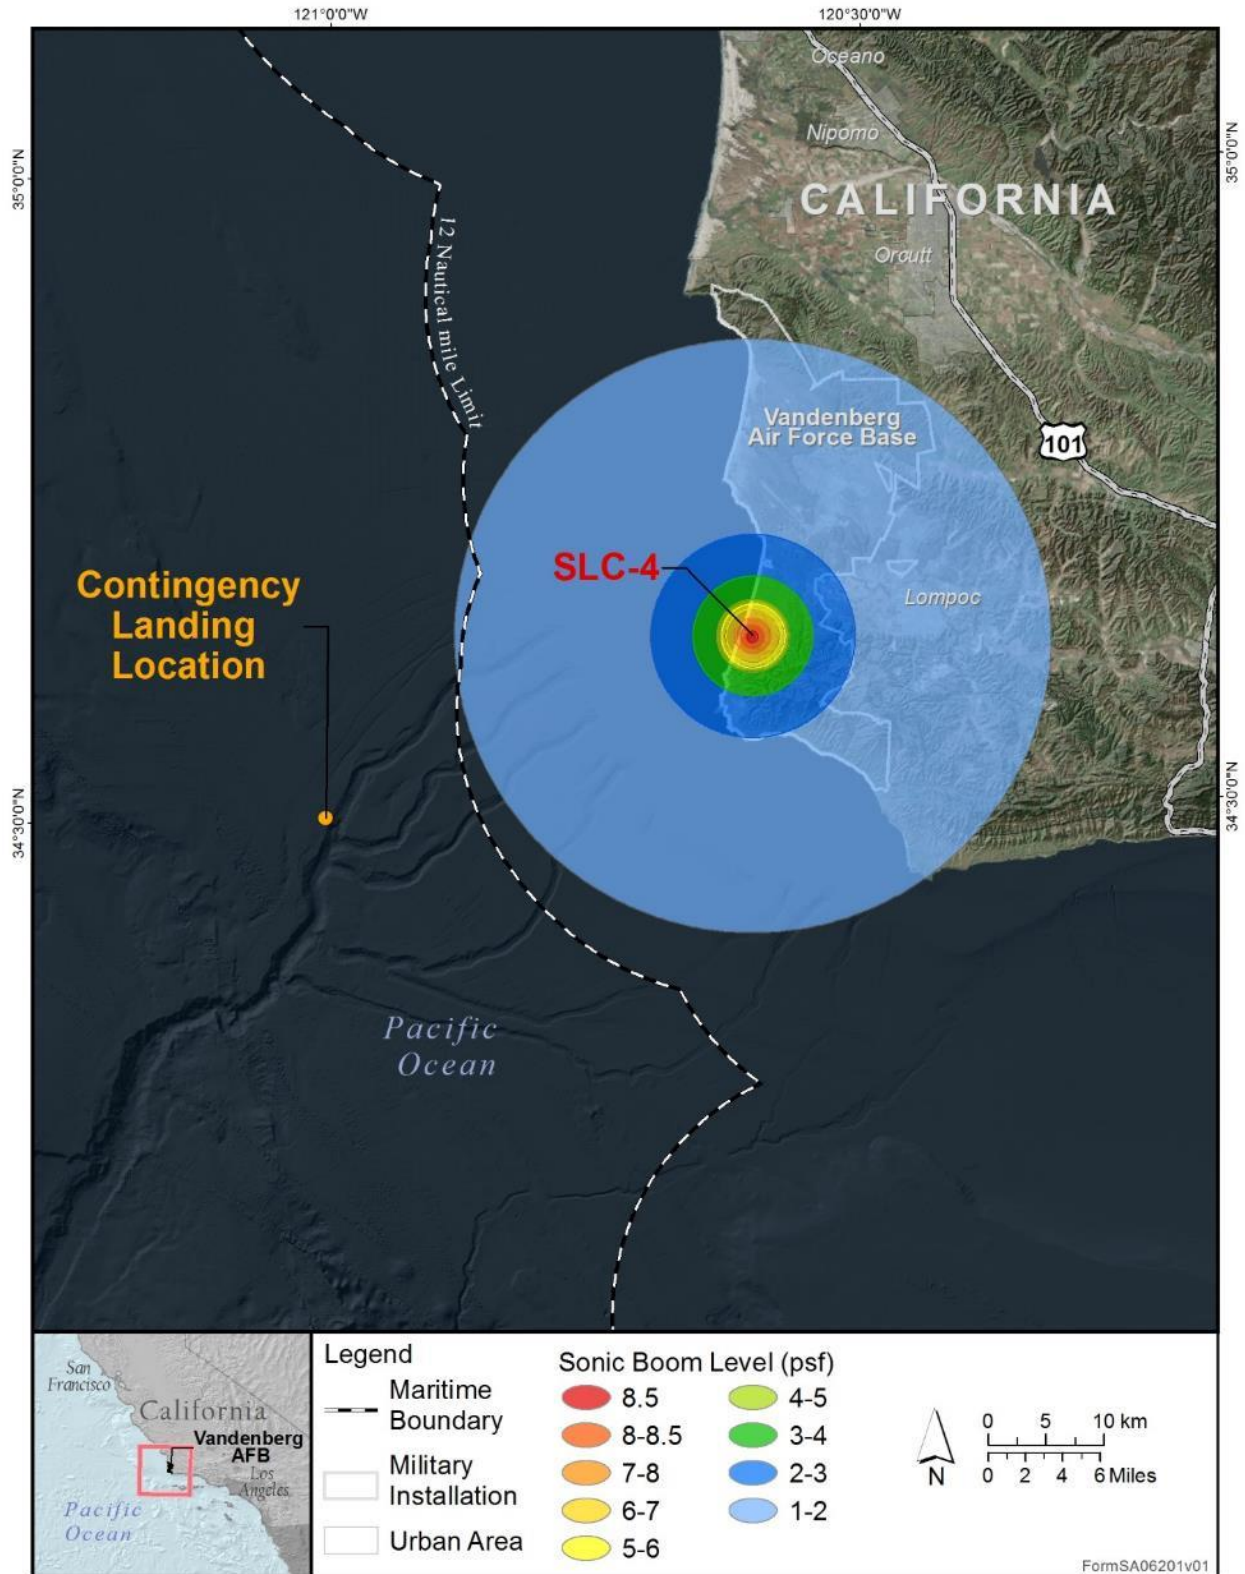 121°0'0"W
120°30'0"W
Oceano
Nipomo
35°0'0"N
35°0'0"N
CALIFORNIA
12 Nautical mile Limit
Orcutt
Vandenberg
Air Force Base
101
SLC-4
Contingency
Landing
Location
Lompoc
34°30'0"N
34°30'0"N
Pacific
Ocean
San
Francisco
California
Vandenberg
AFB
Los
Angeles
Pacific
Ocean
Legend
Maritime
Boundary
Military
Installation
Urban Area
Sonic Boom Level (psf)
8.5
8-8.5
7-8
6-7
5-6
4-5
3-4
2-3
1-2
N
0 5 10 km
0 2 4 6 Miles
FormSA06201v01